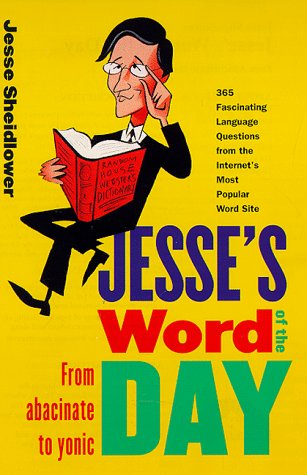 Jesse Sheidlower
365
Fascinating
Language
Questions
from the
Internet's
Most
Popular
Word Site
RANDOM
HOUSE
WEBSTER'S
DICTIONARY
JESSE'S
Word of the
DAY
From
abacinate
to yonic